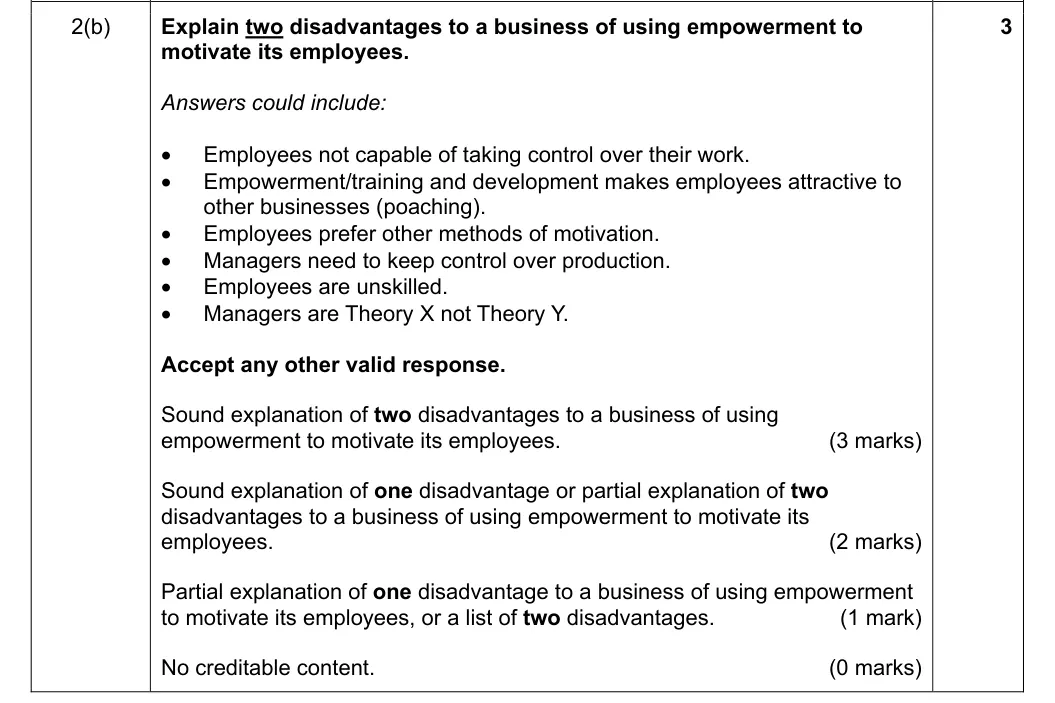 2(b) Explain two disadvantages to a business of using empowerment to 3
motivate its employees.
Answers could include:
• Employees not capable of taking control over their work.
• Empowerment/training and development makes employees attractive to
other businesses (poaching).
• Employees prefer other methods of motivation.
• Managers need to keep control over production.
• Employees are unskilled.
• Managers are Theory X not Theory Y.
Accept any other valid response.
Sound explanation of two disadvantages to a business of using
empowerment to motivate its employees. (3 marks)
Sound explanation of one disadvantage or partial explanation of two
disadvantages to a business of using empowerment to motivate its
employees. (2 marks)
Partial explanation of one disadvantage to a business of using empowerment
to motivate its employees, or a list of two disadvantages. (1 mark)
No creditable content. (0 marks)